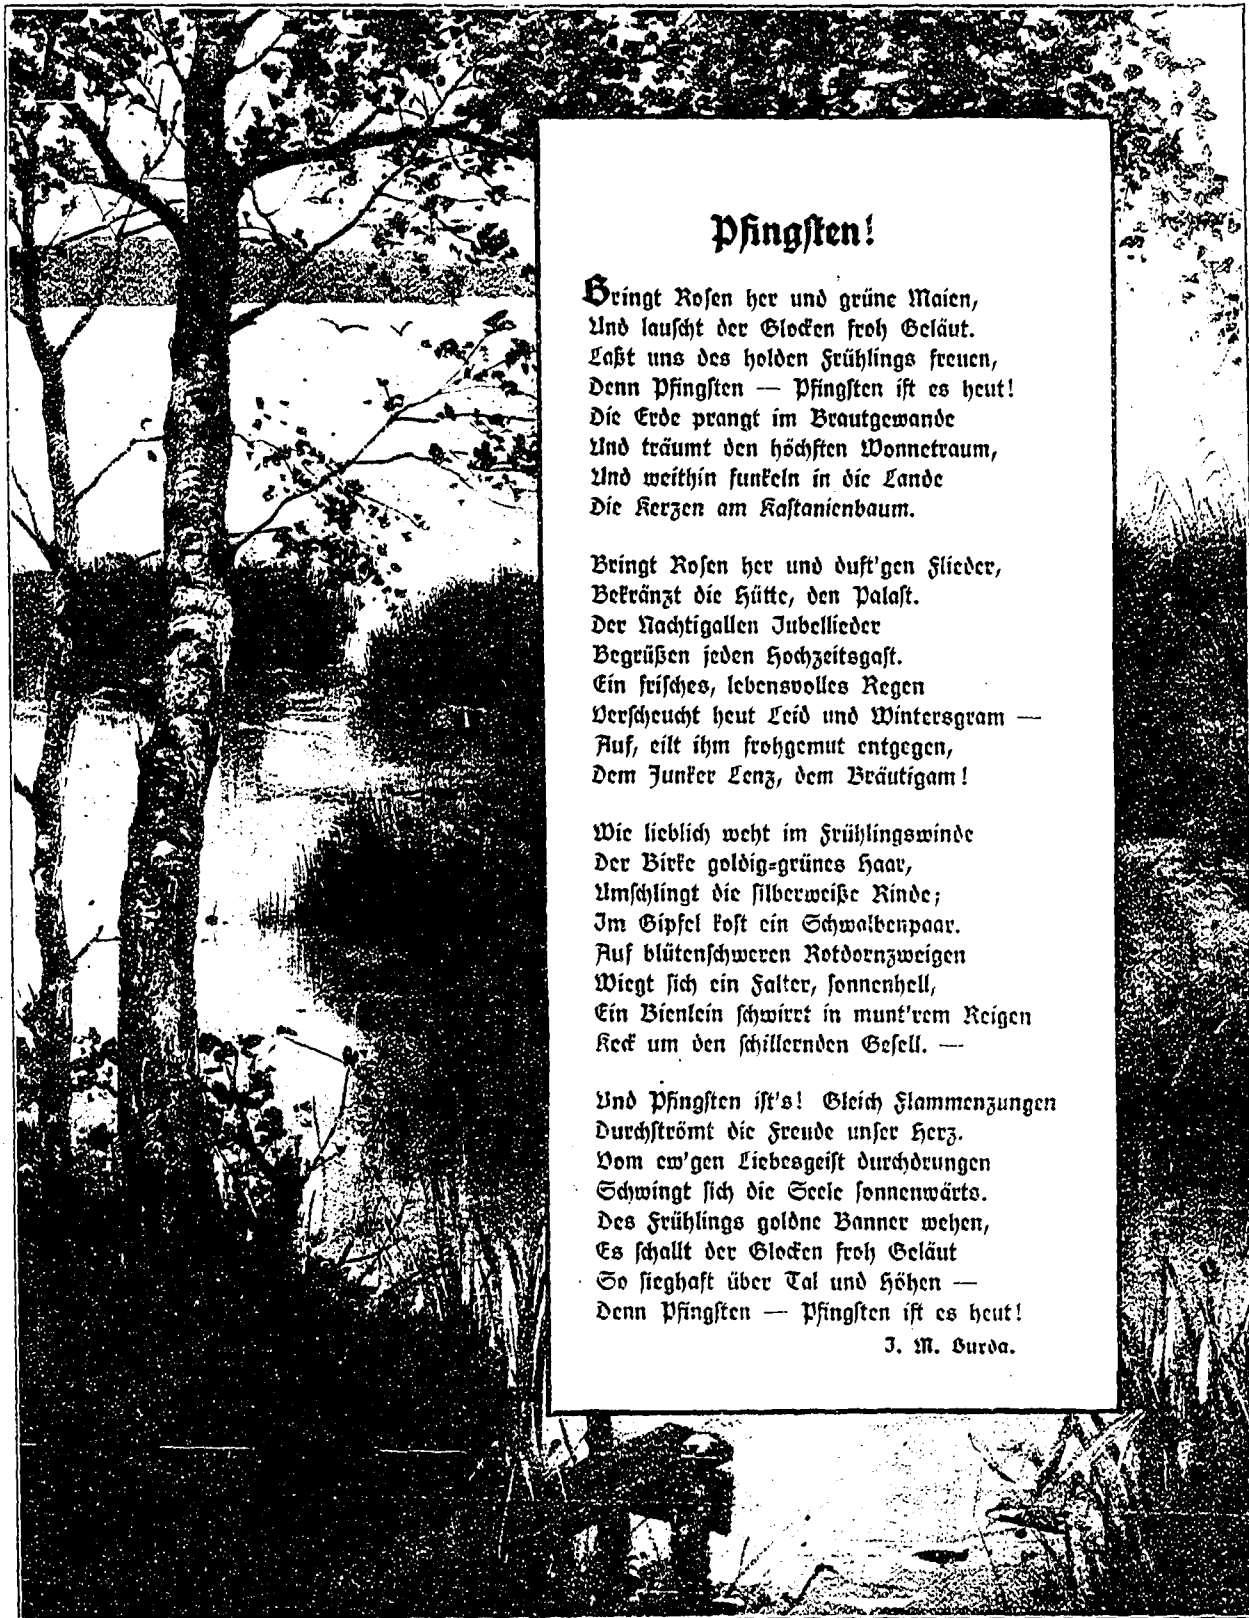 Pfingsten!
Bringt Rosen her und grüne Maien,
Und lauscht der Glocken froh Geläut.
Laßt uns des holden Frühlings freuen,
Denn Pfingsten — Pfingsten ist es heut!
Die Erde prangt im Brautgewande
Und träumt den höchsten Wonnetraum,
Und weithin funkeln in die Lande
Die Kerzen am Kastanienbaum.
Bringt Rosen her und duft'gen Flieder,
Bekränzt die Hütte, den Palast.
Der Nachtigallen Jubellieder
Begrüßen jeden Hochzeitsgast.
Ein frisches, lebensvolles Regen
Verscheucht heut Leid und Wintersgram —
Auf, eilt ihm frohgemut entgegen,
Dem Junker Lenz, dem Bräutigam!
Wie lieblich weht im Frühlingswinde
Der Birke goldig-grünes Haar,
Umschlingt die silberweiße Rinde;
Im Gipfel kost ein Schwalbenpaar.
Auf blütenschweren Rotdornzweigen
Wiegt sich ein Falter, sonnenhell,
Ein Bienlein schwirrt in munt'rem Reigen
Keck um den schillernden Gesell. —
Und Pfingsten ist's! Gleich Flammenzungen
Durchströmt die Freude unser Herz.
Vom ew'gen Liebesgeist durchdrungen
Schwingt sich die Seele sonnenwärts.
Des Frühlings goldne Banner wehen,
Es schallt der Glocken froh Geläut
So sieghaft über Tal und Höhen —
Denn Pfingsten — Pfingsten ist es heut!
J. M. Burda.